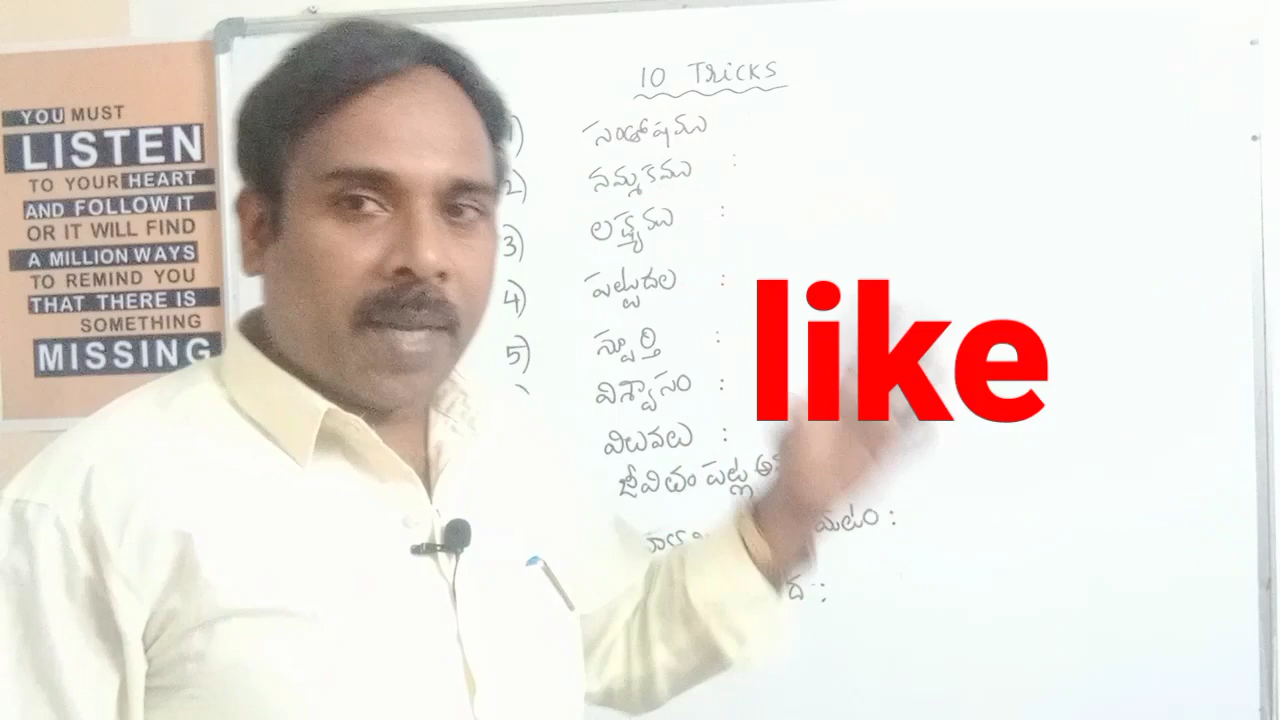 YOU MUST
LISTEN
TO YOUR HEART
AND FOLLOW IT
OR IT WILL FIND
A MILLION WAYS
TO REMIND YOU
THAT THERE IS
SOMETHING
MISSING
10 Tricks
1) సంతోషము
2) నమ్మకము :
3) లక్ష్యము :
4) పట్టుదల :
5) స్ఫూర్తి :
విశ్వాసం :
విలువలు :
జీవితం పట్ల
like